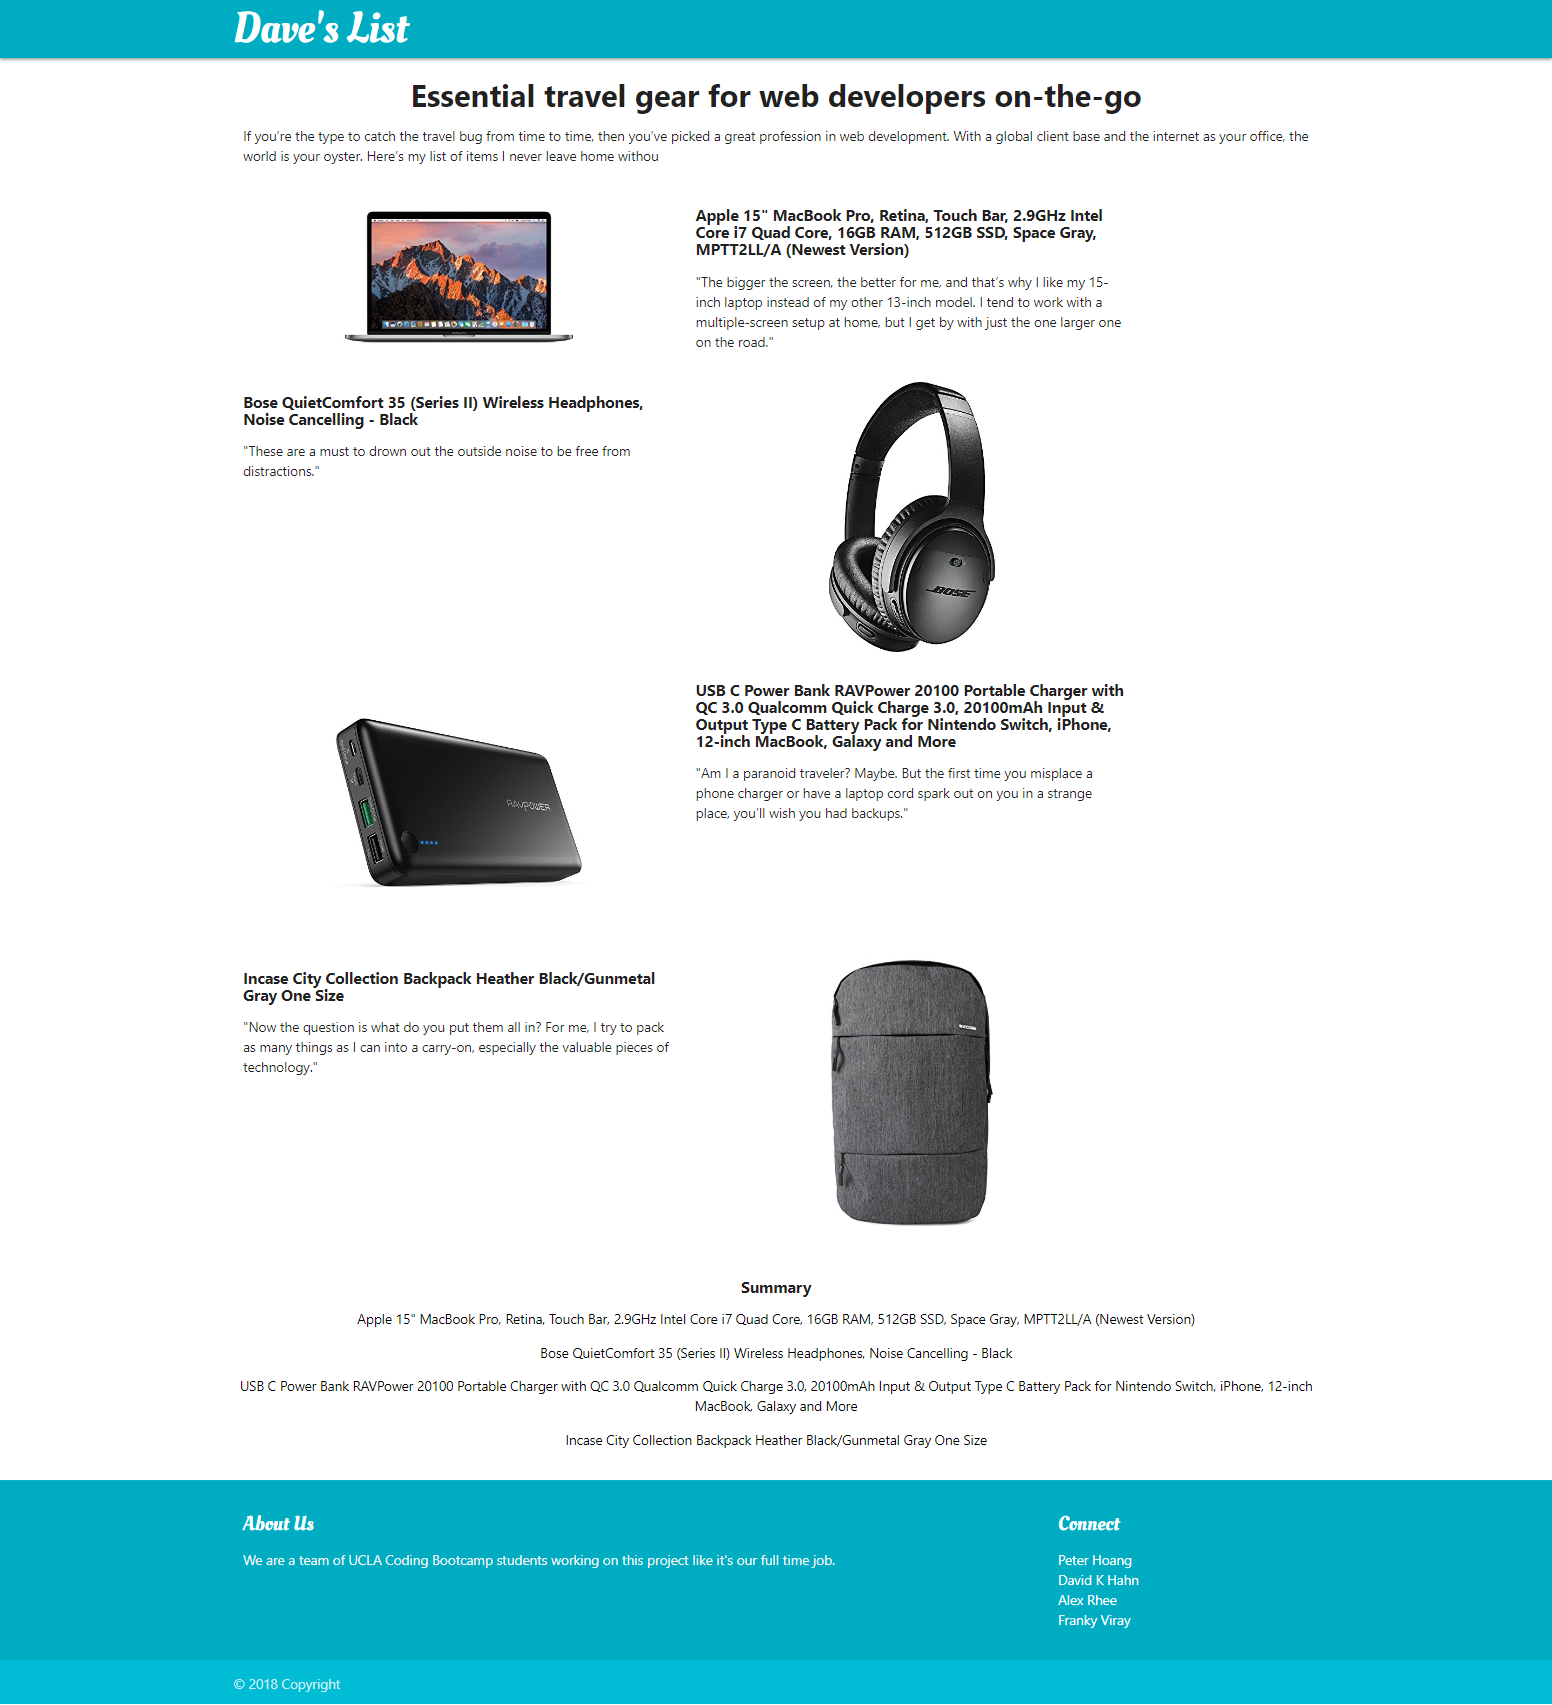 Dave's List
Essential travel gear for web developers on-the-go
If you're the type to catch the travel bug from time to time, then you've picked a great profession in web development. With a global client base and the internet as your office, the
world is your oyster. Here's my list of items I never leave home withou
Apple 15" MacBook Pro, Retina, Touch Bar, 2.9GHz Intel
Core i7 Quad Core, 16GB RAM, 512GB SSD, Space Gray,
MPTT2LL/A (Newest Version)
"The bigger the screen, the better for me, and that's why I like my 15-
inch laptop instead of my other 13-inch model. I tend to work with a
multiple-screen setup at home, but I get by with just the one larger one
on the road."
Bose QuietComfort 35 (Series II) Wireless Headphones,
Noise Cancelling - Black
"These are a must to drown out the outside noise to be free from
distractions."
BOSE
USB C Power Bank RAVPower 20100 Portable Charger with
QC 3.0 Qualcomm Quick Charge 3.0, 20100mAh Input &
Output Type C Battery Pack for Nintendo Switch, iPhone,
12-inch MacBook, Galaxy and More
"Am I a paranoid traveler? Maybe. But the first time you misplace a
phone charger or have a laptop cord spark out on you in a strange
place, you'll wish you had backups."
RAVPOWER
Incase City Collection Backpack Heather Black/Gunmetal
Gray One Size
"Now the question is what do you put them all in? For me, I try to pack
as many things as I can into a carry-on, especially the valuable pieces of
technology."
Summary
Apple 15" MacBook Pro, Retina, Touch Bar, 2.9GHz Intel Core i7 Quad Core, 16GB RAM, 512GB SSD, Space Gray, MPTT2LL/A (Newest Version)
Bose QuietComfort 35 (Series II) Wireless Headphones, Noise Cancelling - Black
USB C Power Bank RAVPower 20100 Portable Charger with QC 3.0 Qualcomm Quick Charge 3.0, 20100mAh Input & Output Type C Battery Pack for Nintendo Switch, iPhone, 12-inch
MacBook, Galaxy and More
Incase City Collection Backpack Heather Black/Gunmetal Gray One Size
About Us
We are a team of UCLA Coding Bootcamp students working on this project like it's our full time job.
Connect
Peter Hoang
David K Hahn
Alex Rhee
Franky Viray
© 2018 Copyright